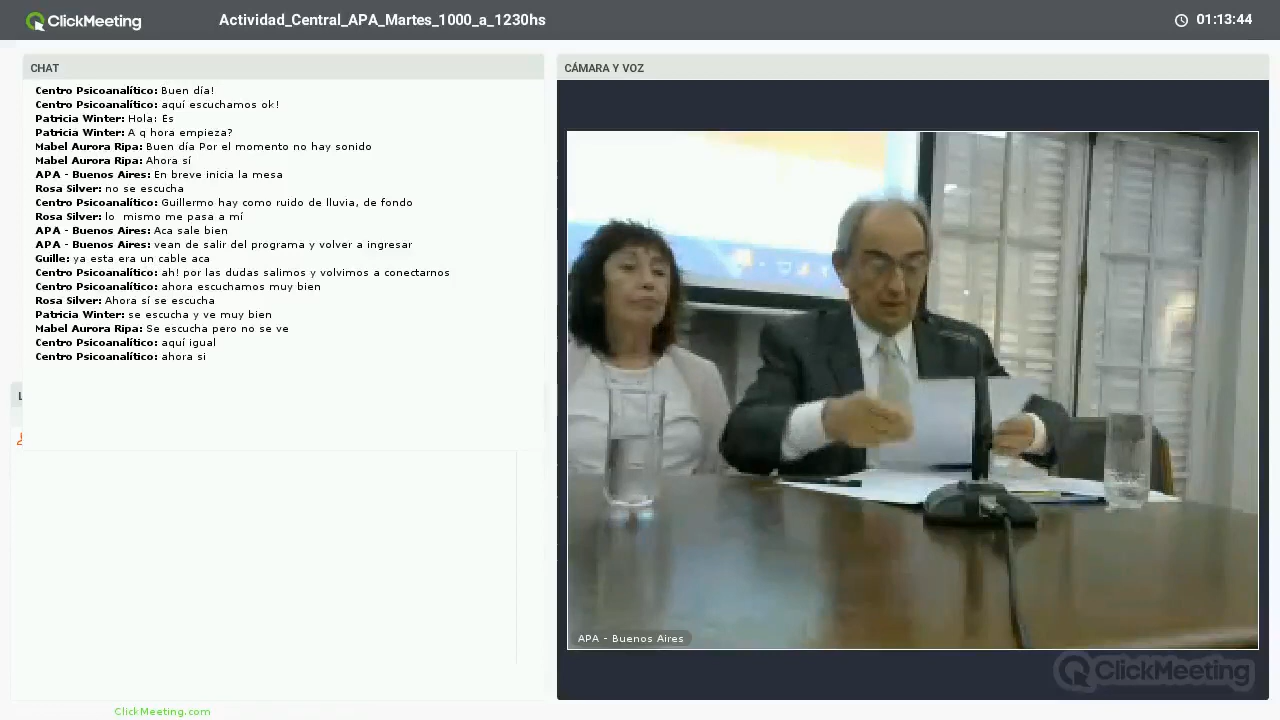 ClickMeeting
Actividad_Central_APA_Martes_1000_a_1230hs
01:13:44
CHAT
Centro Psicoanalítico: Buen día!
Centro Psicoanalítico: aquí escuchamos ok!
Patricia Winter: Hola: Es
Patricia Winter: A q hora empieza?
Mabel Aurora Ripa: Buen día Por el momento no hay sonido
Mabel Aurora Ripa: Ahora sí
APA - Buenos Aires: En breve inicia la mesa
Rosa Silver: no se escucha
Centro Psicoanalítico: Guillermo hay como ruido de lluvia, de fondo
Rosa Silver: lo mismo me pasa a mí
APA - Buenos Aires: Aca sale bien
APA - Buenos Aires: vean de salir del programa y volver a ingresar
Guille: ya esta era un cable aca
Centro Psicoanalítico: ah! por las dudas salimos y volvimos a conectarnos
Centro Psicoanalítico: ahora escuchamos muy bien
Rosa Silver: Ahora sí se escucha
Patricia Winter: se escucha y ve muy bien
Mabel Aurora Ripa: Se escucha pero no se ve
Centro Psicoanalítico: aquí igual
Centro Psicoanalítico: ahora si
CÁMARA Y VOZ
APA - Buenos Aires
ClickMeeting
ClickMeeting.com